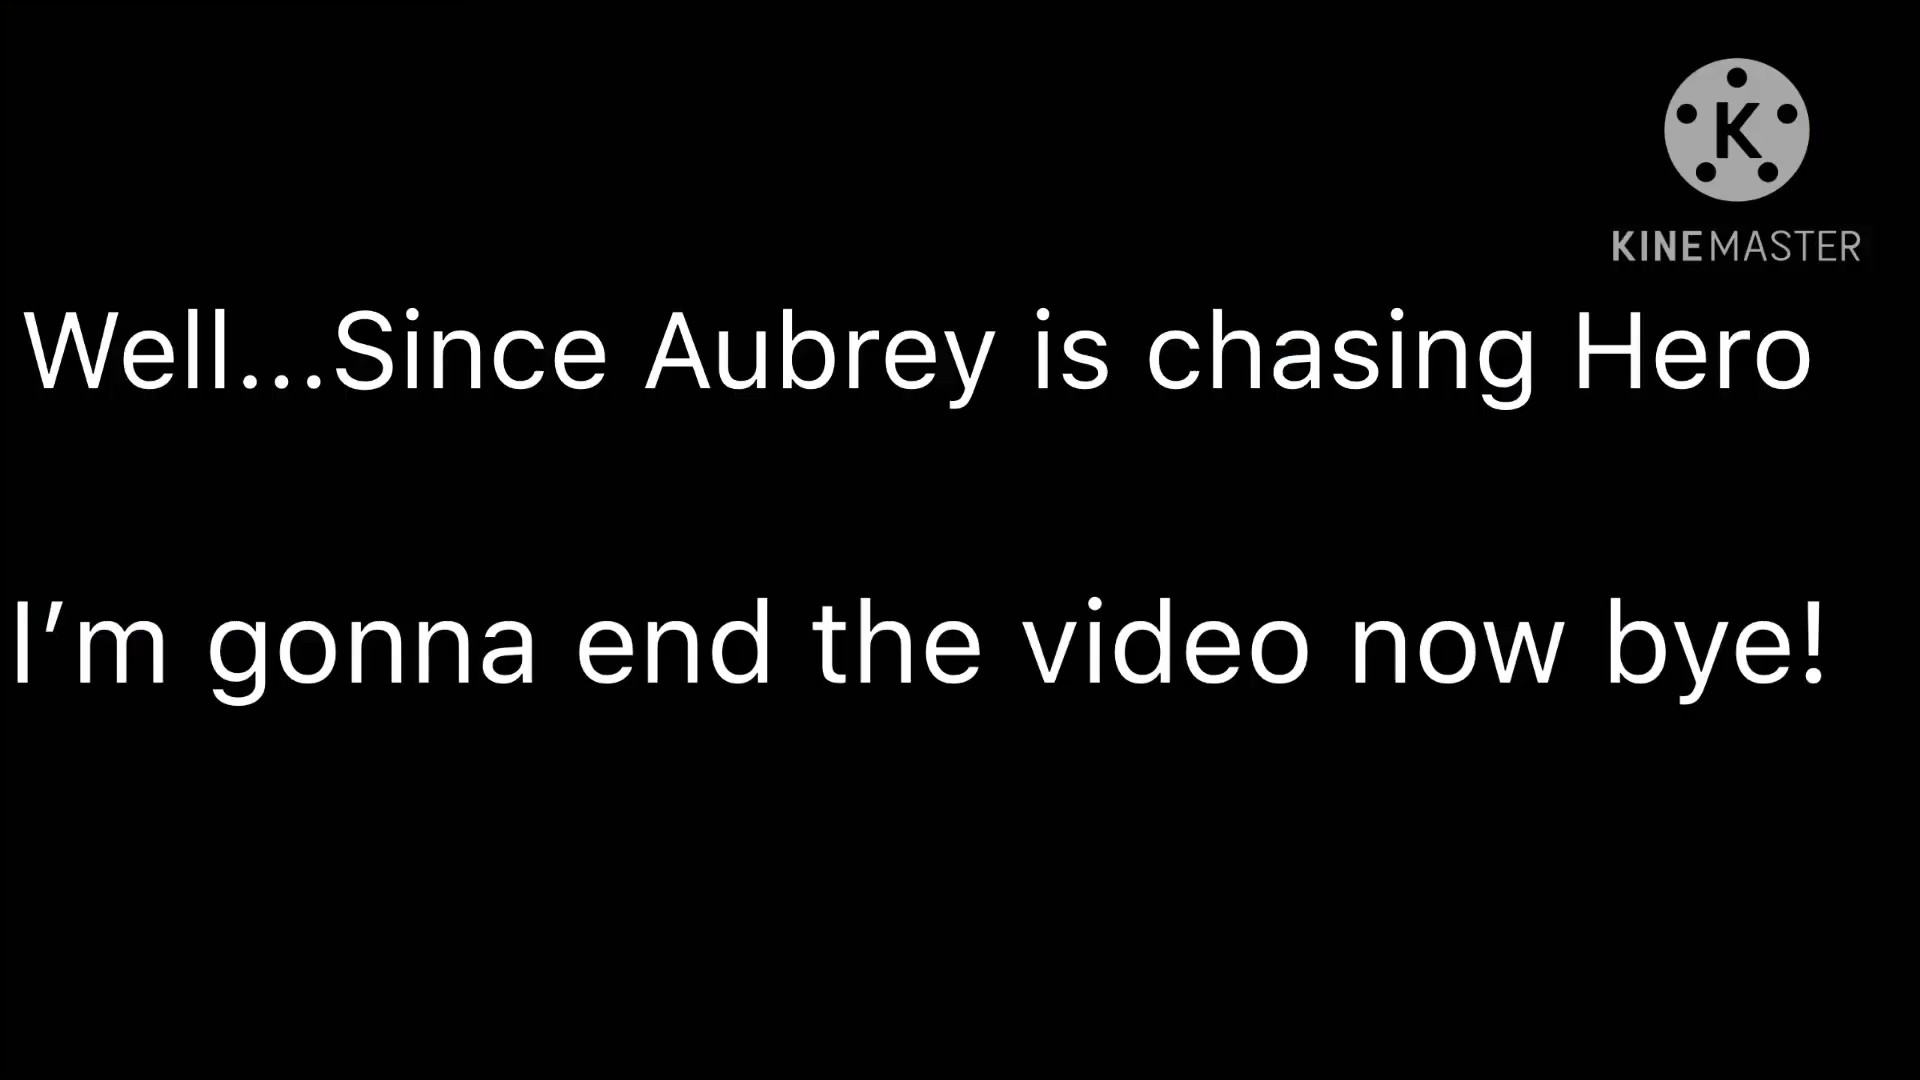 K
KINEMASTER
Well...Since Aubrey is chasing Hero
I’m gonna end the video now bye!